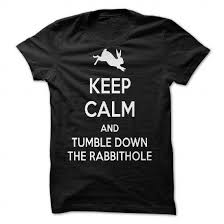 KEEP
CALM
AND
TUMBLE DOWN
THE RABBITHOLE